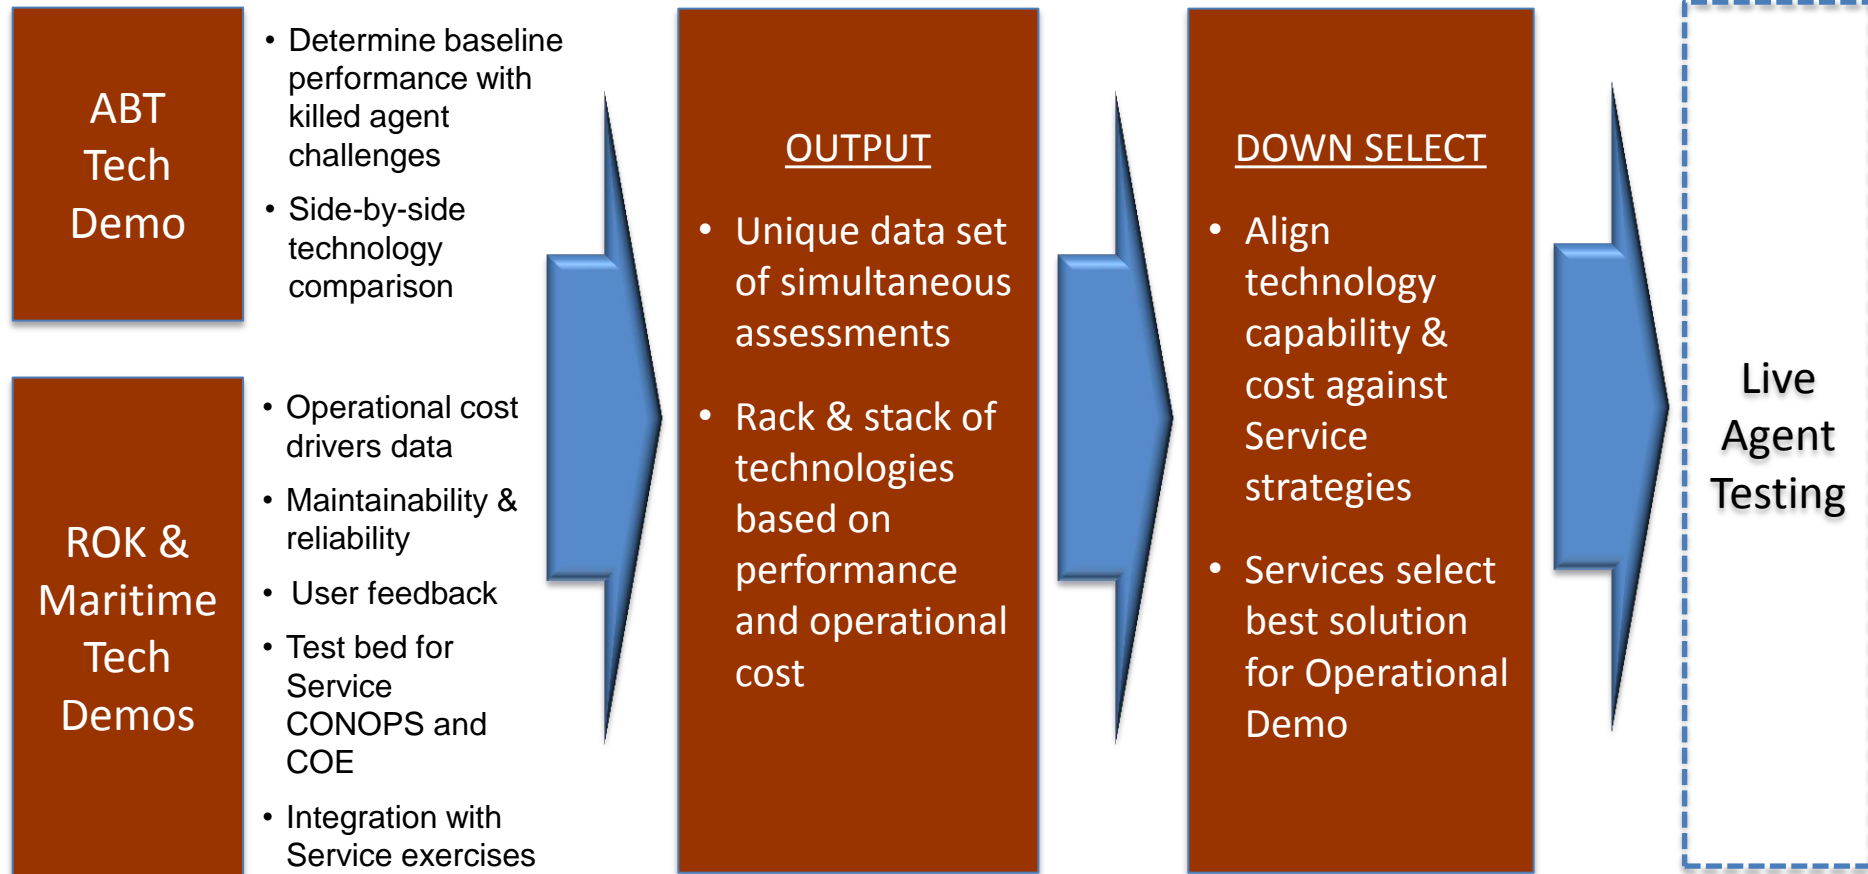 ABT
Tech
Demo
• Determine baseline
performance with
killed agent
challenges
• Side-by-side
technology
comparison
ROK &
Maritime
Tech
Demos
• Operational cost
drivers data
• Maintainability &
reliability
• User feedback
• Test bed for
Service
CONOPS and
COE
• Integration with
Service exercises
OUTPUT
• Unique data set
of simultaneous
assessments
• Rack & stack of
technologies
based on
performance
and operational
cost
DOWN SELECT
• Align
technology
capability &
cost against
Service
strategies
• Services select
best solution
for Operational
Demo
Live
Agent
Testing